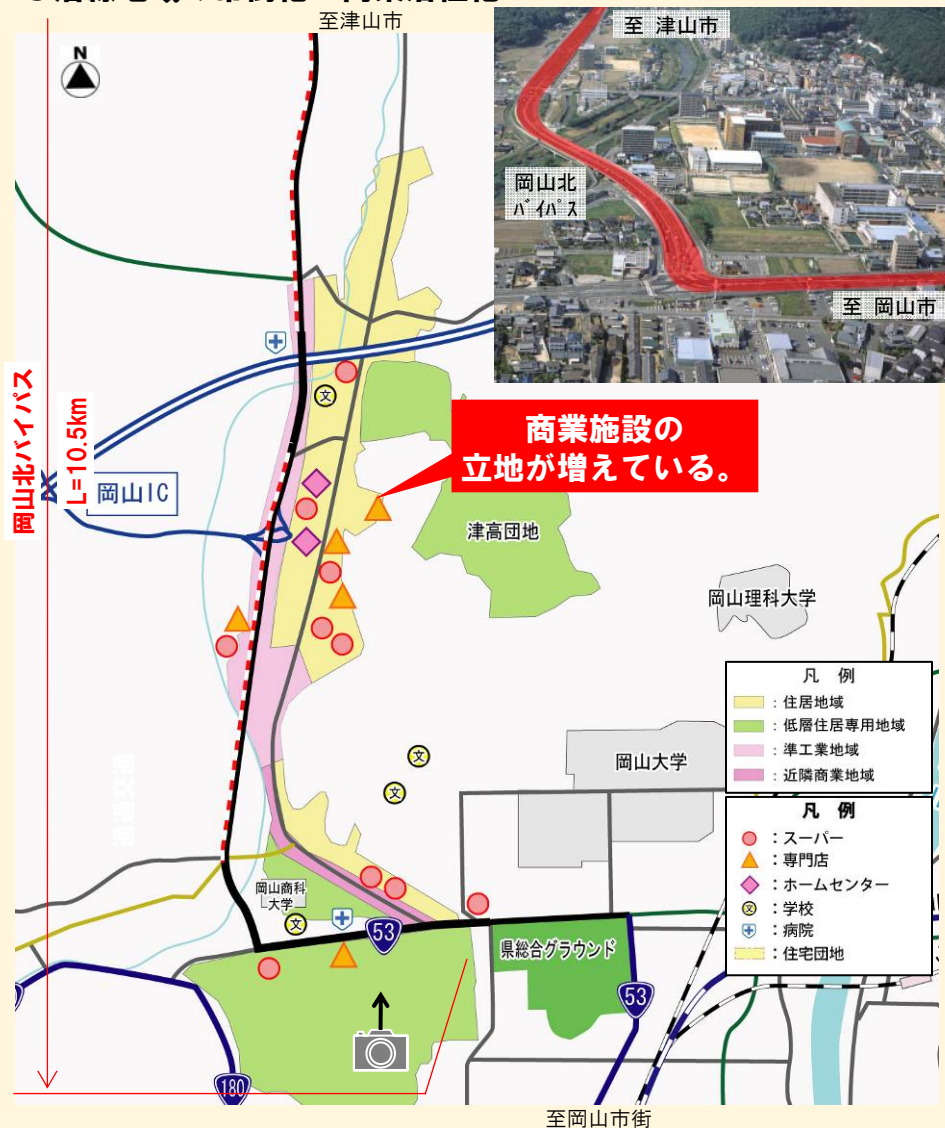 至津山市
N
至 津山市
岡山北
バイパス
至 岡山市
岡山北バイパス
L=10.5km
岡山IC
商業施設の
立地が増えている。
文
津高団地
岡山理科大学
凡 例
：住居地域
：低層住居専用地域
：準工業地域
：近隣商業地域
岡山大学
文
文
凡 例
：スーパー
：専門店
：ホームセンター
文：学校
：病院
：住宅団地
岡山商科
大学
文
53
県総合グラウンド
53
180
至岡山市街